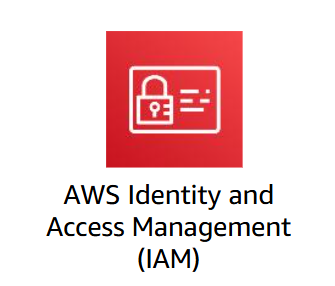 AWS Identity and
Access Management
(IAM)